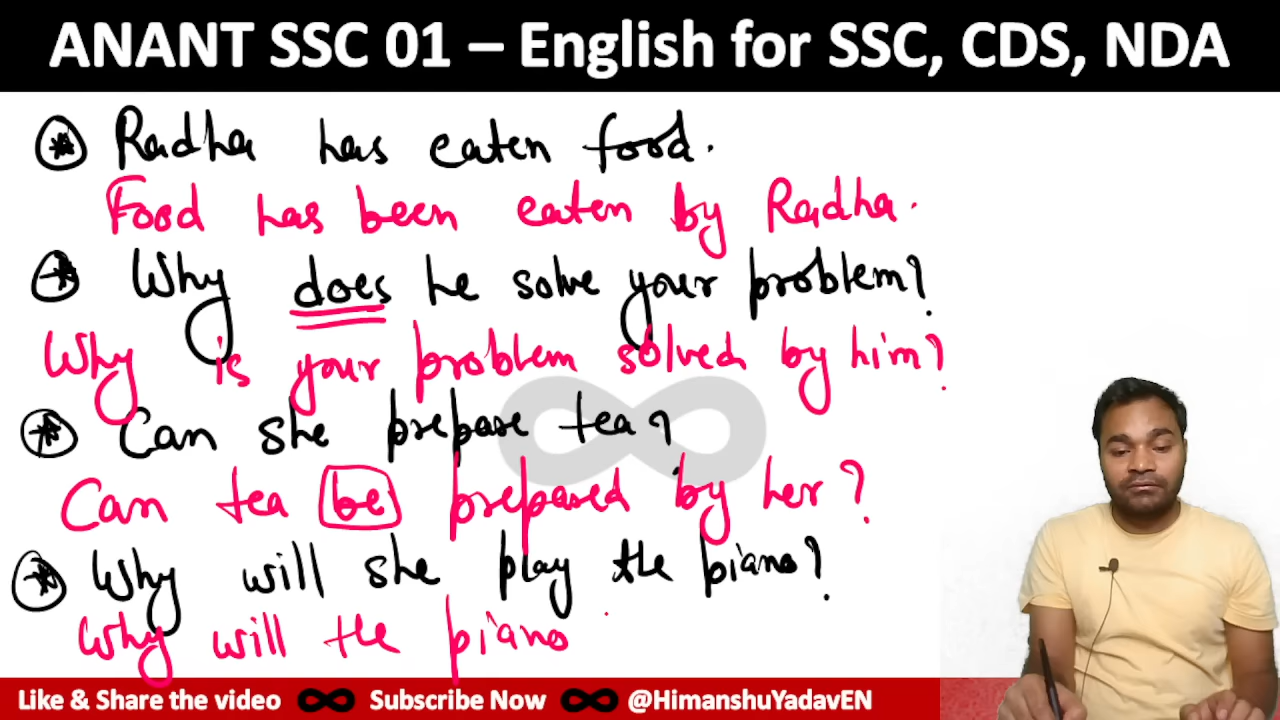 ANANT SSC 01 – English for SSC, CDS, NDA
Radha has eaten food.
Food has been eaten by Radha.
Why does he solve your problem?
Why is your problem solved by him?
Can she prepare tea?
Can tea be prepared by her?
Why will she play the piano?
Why will the piano
Like & Share the video Subscribe Now @HimanshuYadavEN